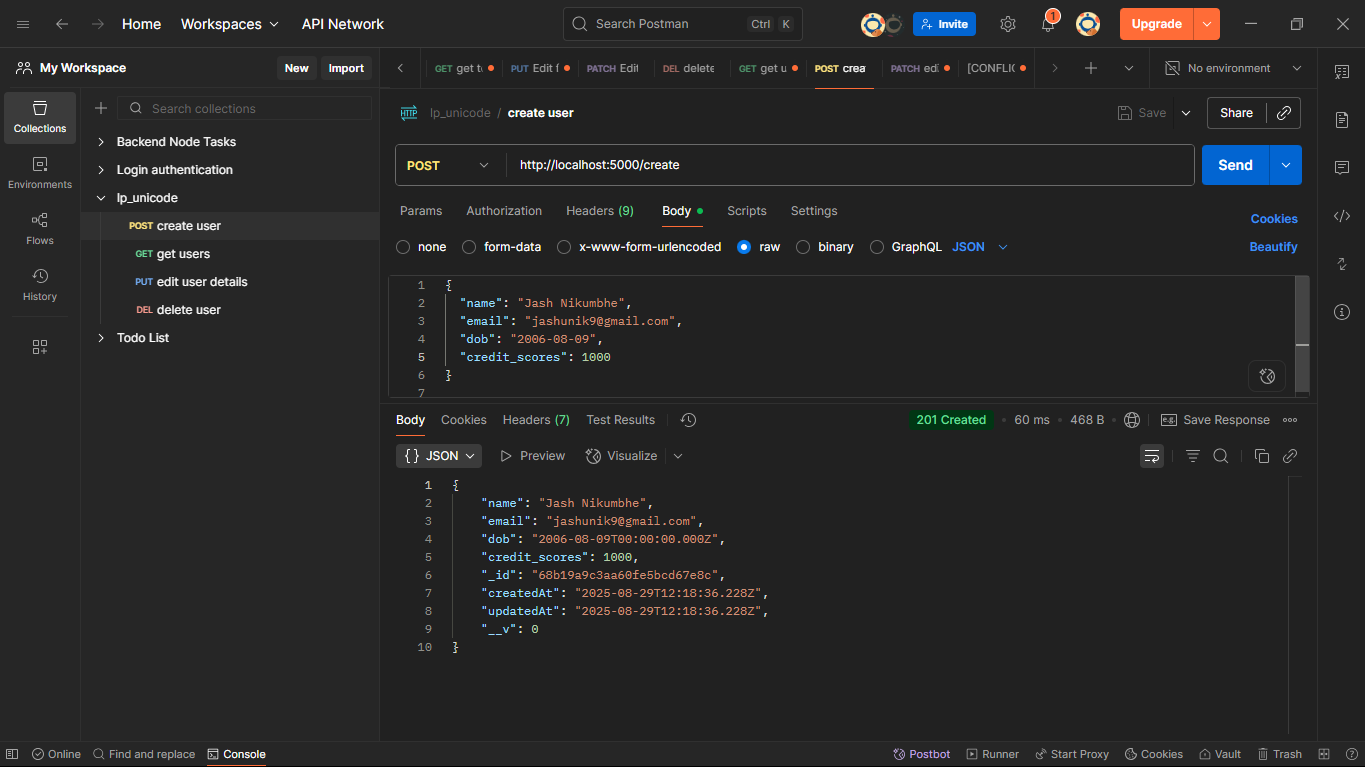 Home Workspaces API Network Search Postman Ctrl K Invite 1 Upgrade
My Workspace New Import
GET get t PUT Edit f PATCH Edit DEL delete GET get u POST crea PATCH edi [CONFLIC No environment
Search collections
Collections
Environments
Flows
History
Backend Node Tasks
Login authentication
lp_unicode
POST create user
GET get users
PUT edit user details
DEL delete user
Todo List
HTTP lp_unicode / create user Save Share
POST http://localhost:5000/create Send
Params Authorization Headers (9) Body Scripts Settings Cookies
none form-data x-www-form-urlencoded raw binary GraphQL JSON Beautify
1 {
2 "name": "Jash Nikumbhe",
3 "email": "jashunik9@gmail.com",
4 "dob": "2006-08-09",
5 "credit_scores": 1000
6 }
7
Body Cookies Headers (7) Test Results 201 Created • 60 ms • 468 B • e.g. Save Response
{} JSON Preview Visualize
1 {
2 "name": "Jash Nikumbhe",
3 "email": "jashunik9@gmail.com",
4 "dob": "2006-08-09T00:00:00.000Z",
5 "credit_scores": 1000,
6 "_id": "68b19a9c3aa60fe5bcd67e8c",
7 "createdAt": "2025-08-29T12:18:36.228Z",
8 "updatedAt": "2025-08-29T12:18:36.228Z",
9 "__v": 0
10 }
Online Find and replace Console Postbot Runner Start Proxy Cookies Vault Trash